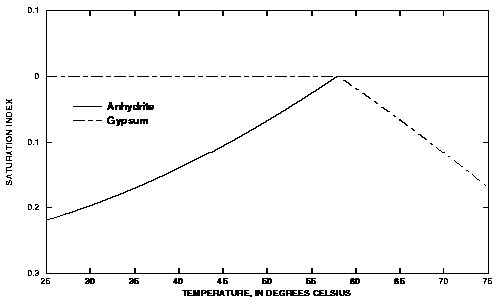 0.1
0
0.1
0.2
0.3
SATURATION INDEX
Anhydrite
Gypsum
25 30 35 40 45 50 55 60 65 70 75
TEMPERATURE, IN DEGREES CELSIUS